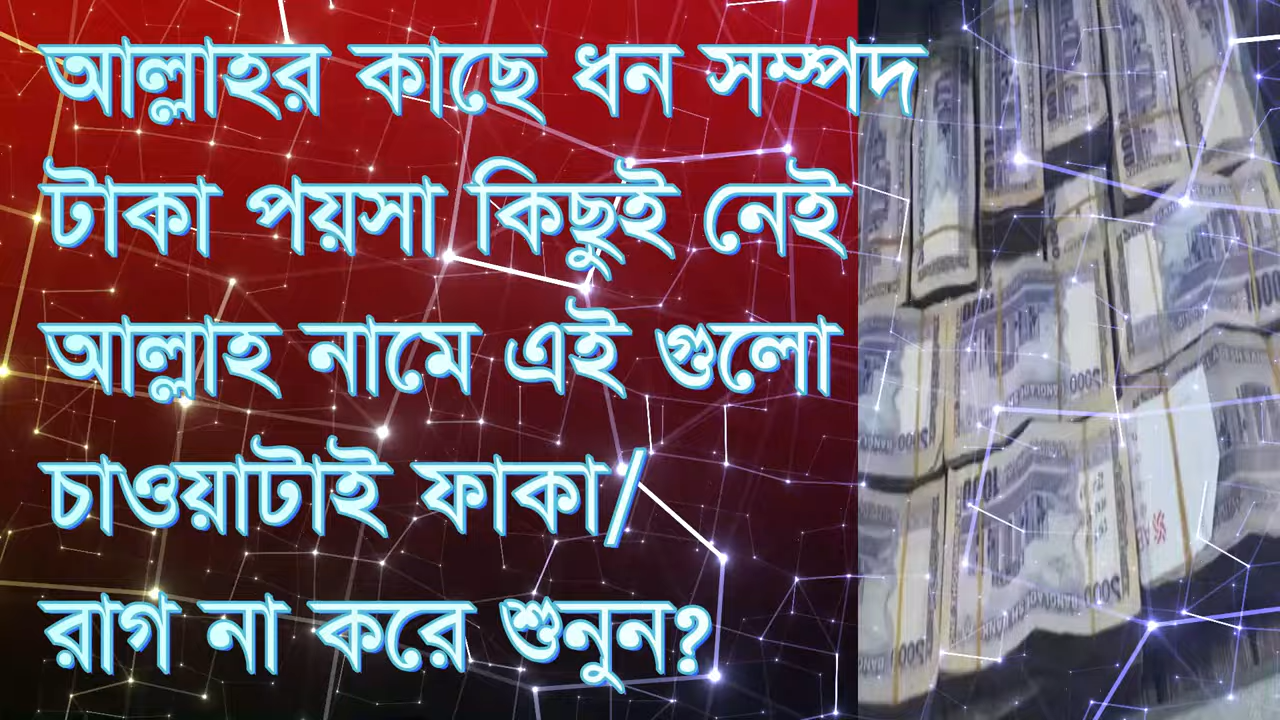 আল্লাহর কাছে ধন সম্পদ
টাকা পয়সা কিছুই নেই
আল্লাহ নামে এই গুলো
চাওয়াটাই ফাকা/
রাগ না করে শুনুন?